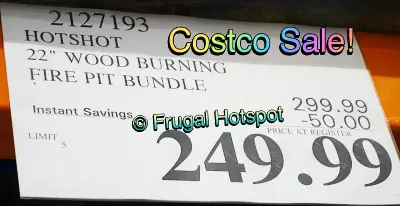 2127193
Costco Sale!
HOTSHOT
22" WOOD BURNING
FIRE PIT BUNDLE
299.99
Instant Savings -50.00
© Frugal Hotspot
PRICE AT REGISTER
LIMIT
5
249.99